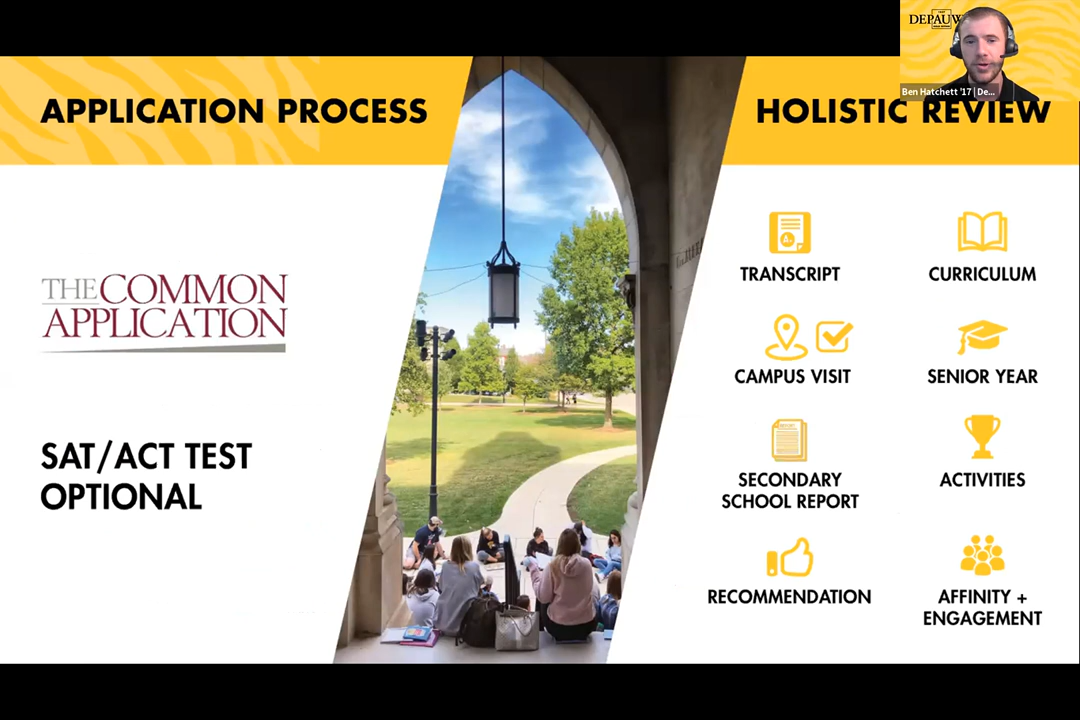 DEPAUW
Ben Hatchett '17 | De...
APPLICATION PROCESS
HOLISTIC REVIEW
THE COMMON
APPLICATION
SAT/ACT TEST
OPTIONAL
TRANSCRIPT
CURRICULUM
CAMPUS VISIT
SENIOR YEAR
SECONDARY
SCHOOL REPORT
ACTIVITIES
RECOMMENDATION
AFFINITY +
ENGAGEMENT